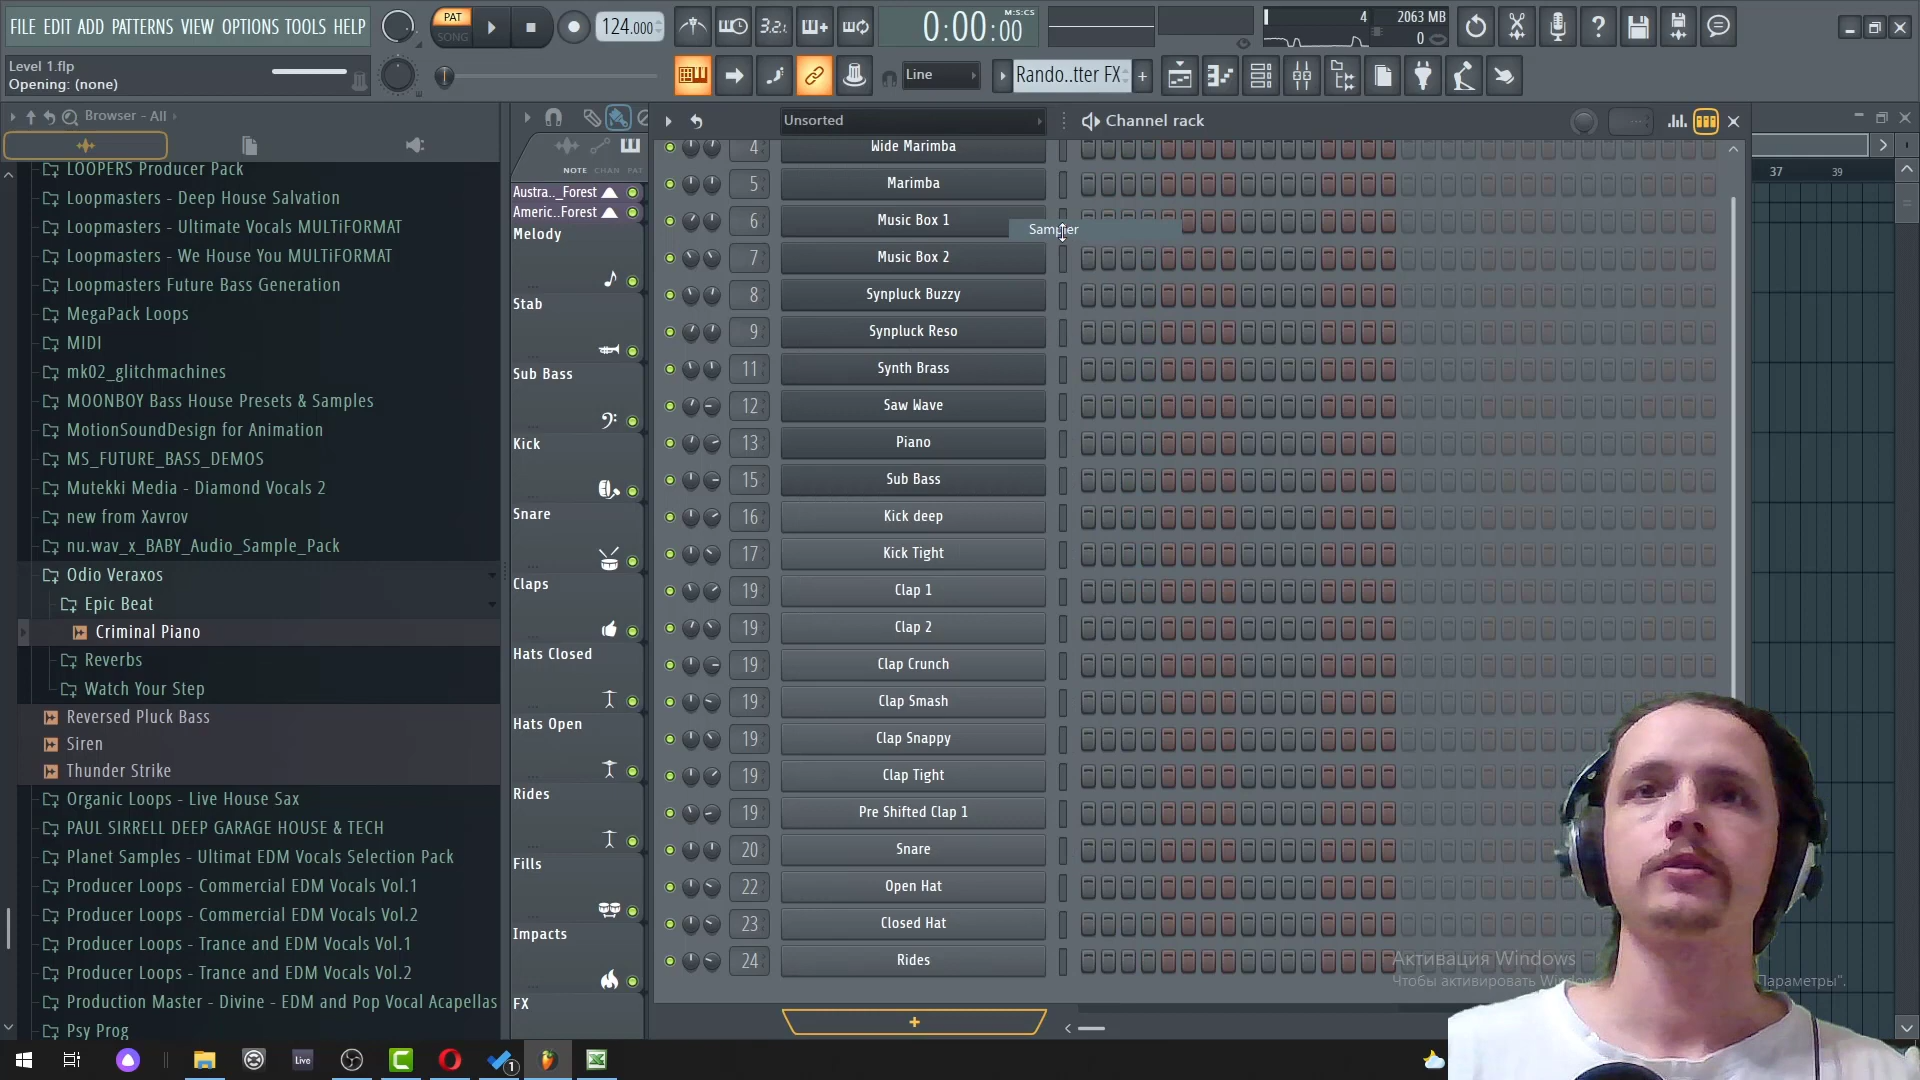 FILE EDIT ADD PATTERNS VIEW OPTIONS TOOLS HELP
PAT
SONG
124.000
3.2.
0:00:00
M:S:CS
4
2063 MB
0
Level 1.flp
Opening: (none)
Line
Rando..tter FX
Browser - All
LOOPERS Producer Pack
Loopmasters - Deep House Salvation
Loopmasters - Ultimate Vocals MULTiFORMAT
Loopmasters - We House You MULTiFORMAT
Loopmasters Future Bass Generation
MegaPack Loops
MIDI
mk02_glitchmachines
MOONBOY Bass House Presets & Samples
MotionSoundDesign for Animation
MS_FUTURE_BASS_DEMOS
Mutekki Media - Diamond Vocals 2
new from Xavrov
nu.wav_x_BABY_Audio_Sample_Pack
Odio Veraxos
Epic Beat
Criminal Piano
Reverbs
Watch Your Step
Reversed Pluck Bass
Siren
Thunder Strike
Organic Loops - Live House Sax
PAUL SIRRELL DEEP GARAGE HOUSE & TECH
Planet Samples - Ultimat EDM Vocals Selection Pack
Producer Loops - Commercial EDM Vocals Vol.1
Producer Loops - Commercial EDM Vocals Vol.2
Producer Loops - Trance and EDM Vocals Vol.1
Producer Loops - Trance and EDM Vocals Vol.2
Production Master - Divine - EDM and Pop Vocal Acapellas
Psy Prog
NOTE CHAN PAT
Austra.._Forest
Americ..Forest
Melody
Stab
Sub Bass
Kick
Snare
Claps
Hats Closed
Hats Open
Rides
Fills
Impacts
FX
Unsorted
Channel rack
4 Wide Marimba
5 Marimba
6 Music Box 1
Sampler
7 Music Box 2
8 Synpluck Buzzy
9 Synpluck Reso
11 Synth Brass
12 Saw Wave
13 Piano
15 Sub Bass
16 Kick deep
17 Kick Tight
19 Clap 1
19 Clap 2
19 Clap Crunch
19 Clap Smash
19 Clap Snappy
19 Clap Tight
19 Pre Shifted Clap 1
20 Snare
22 Open Hat
23 Closed Hat
24 Rides
37
39
Активация Windows
Чтобы активировать Windows
Параметры".
Live
1